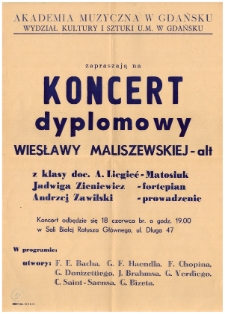 AKADEMIA MUZYCZNA W GDAŃSKU
WYDZIAŁ KULTURY I SZTUKI U.M. W GDAŃSKU
zapraszają na
KONCERT
dyplomowy
WIESŁAWY MALISZEWSKIEJ - alt
z klasy doc. A. Liegieć - Matosiuk
Jadwiga Zieniewicz - fortepian
Andrzej Zawilski - prowadzenie
Koncert odbędzie się 18 czerwca br. o godz. 19.00
w Sali Białej Ratusza Głównego, ul. Długa 47
W programie:
utwory: F. E. Bacha, G. F. Haendla, F. Chopina,
G. Donizettiego, J. Brahmsa, G. Verdiego,
C. Saint-Saensa, G. Bizeta.